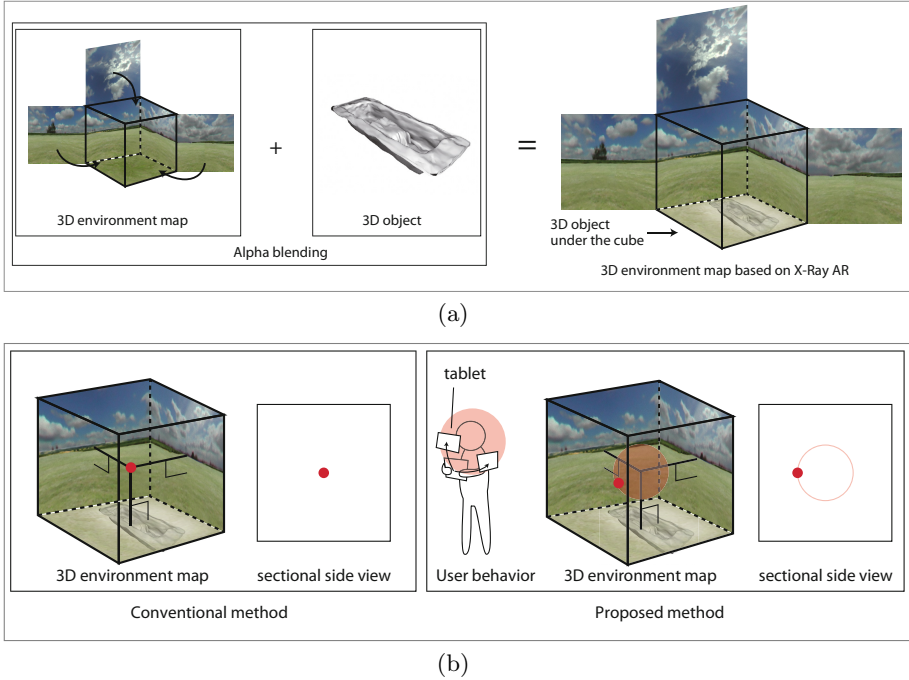 +
=
3D environment map
3D object
Alpha blending
3D object
under the cube
3D environment map based on X-Ray AR
(a)
tablet
3D environment map
sectional side view
User behavior
3D environment map
sectional side view
Conventional method
Proposed method
(b)